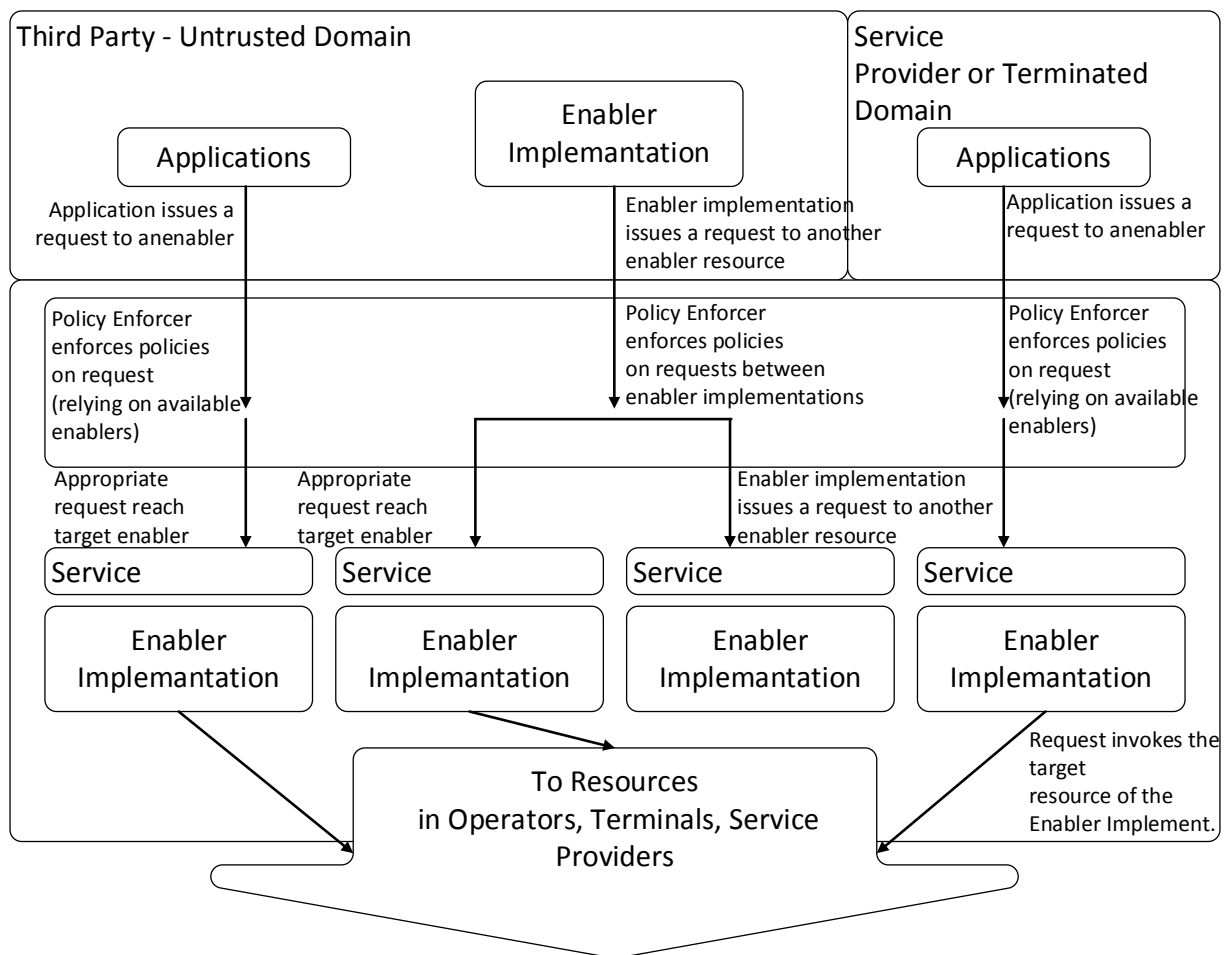 Third Party - Untrusted Domain
Service
Provider or Terminated
Domain
Enabler
Implemantation
Applications
Applications
Application issues a
request to anenabler
Enabler implementation
issues a request to another
enabler resource
Application issues a
request to anenabler
Policy Enforcer
enforces policies
on request
(relying on available
enablers)
Policy Enforcer
enforces policies
on requests between
enabler implementations
Policy Enforcer
enforces policies
on request
(relying on available
enablers)
Appropriate
request reach
target enabler
Appropriate
request reach
target enabler
Enabler implementation
issues a request to another
enabler resource
Service
Service
Service
Service
Enabler
Implemantation
Enabler
Implemantation
Enabler
Implemantation
Enabler
Implemantation
Request invokes the
target
resource of the
Enabler Implement.
To Resources
in Operators, Terminals, Service
Providers